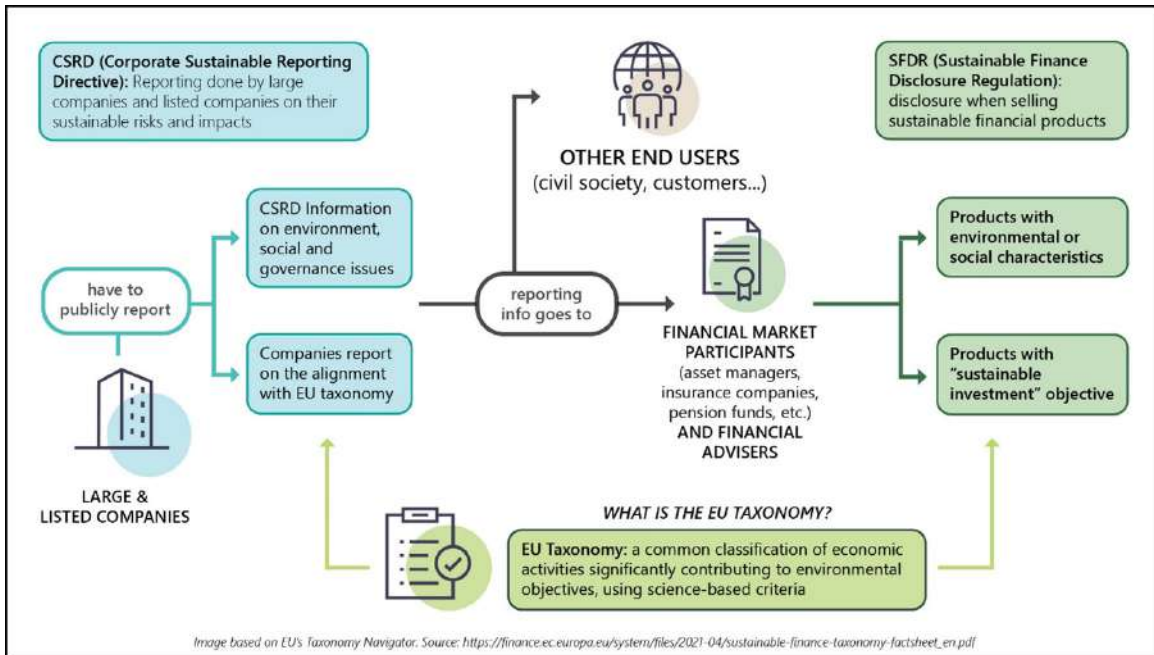 CSRD (Corporate Sustainable Reporting
Directive): Reporting done by large
companies and listed companies on their
sustainable risks and impacts
OTHER END USERS
(civil society, customers...)
SFDR (Sustainable Finance
Disclosure Regulation):
disclosure when selling
sustainable financial products
have to
publicly report
LARGE &
LISTED COMPANIES
CSRD Information
on environment,
social and
governance issues
Companies report
on the alignment
with EU taxonomy
reporting
info goes to
FINANCIAL MARKET
PARTICIPANTS
(asset managers,
insurance companies,
pension funds, etc.)
AND FINANCIAL
ADVISERS
Products with
environmental or
social characteristics
Products with
"sustainable
investment" objective
WHAT IS THE EU TAXONOMY?
EU Taxonomy: a common classification of economic
activities significantly contributing to environmental
objectives, using science-based criteria
Image based on EU's Taxonomy Navigator. Source: https://finance.ec.europa.eu/system/files/2021-04/sustainable-finance-taxonomy-factsheet_en.pdf